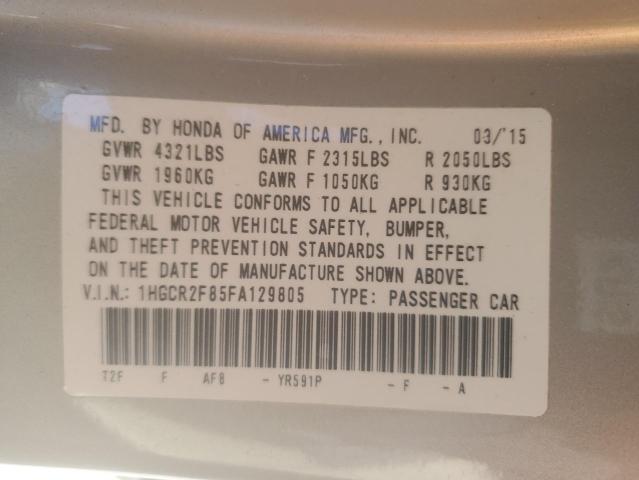 MFD. BY HONDA OF AMERICA MFG., INC. 03/'15
GVWR 4321LBS GAWR F 2315LBS R 2050LBS
GVWR 1960KG GAWR F 1050KG R 930KG
THIS VEHICLE CONFORMS TO ALL APPLICABLE
FEDERAL MOTOR VEHICLE SAFETY, BUMPER,
AND THEFT PREVENTION STANDARDS IN EFFECT
ON THE DATE OF MANUFACTURE SHOWN ABOVE.
V.I.N.: 1HGCR2F85FA129805 TYPE: PASSENGER CAR
T2F F AF8 - YR591P - F - A